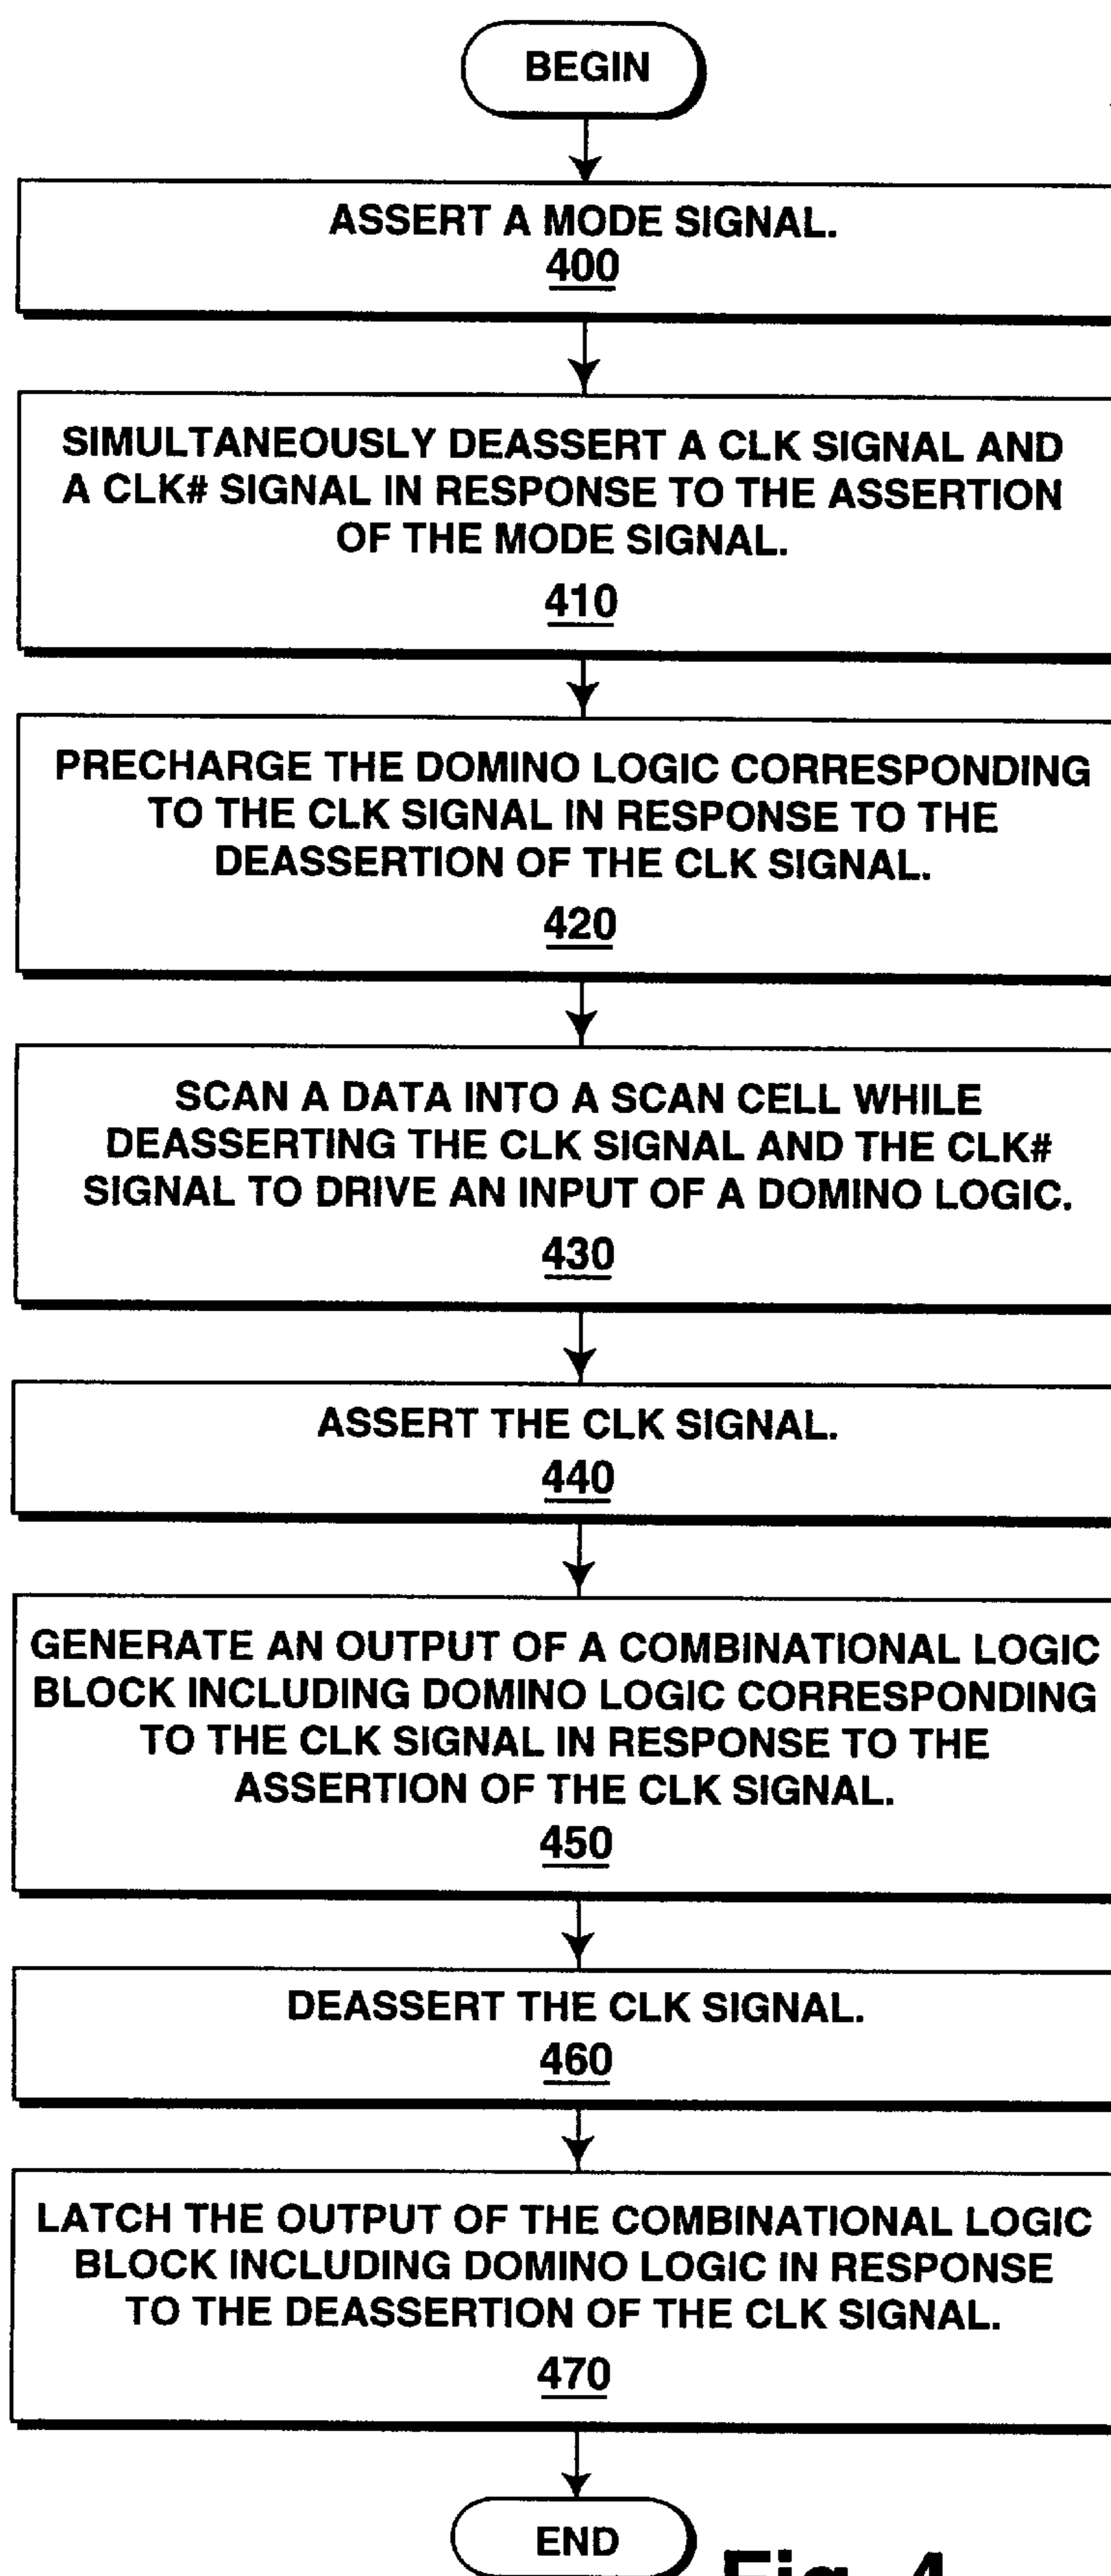 BEGIN
ASSERT A MODE SIGNAL.
400
SIMULTANEOUSLY DEASSERT A CLK SIGNAL AND
A CLK# SIGNAL IN RESPONSE TO THE ASSERTION
OF THE MODE SIGNAL.
410
PRECHARGE THE DOMINO LOGIC CORRESPONDING
TO THE CLK SIGNAL IN RESPONSE TO THE
DEASSERTION OF THE CLK SIGNAL.
420
SCAN A DATA INTO A SCAN CELL WHILE
DEASSERTING THE CLK SIGNAL AND THE CLK#
SIGNAL TO DRIVE AN INPUT OF A DOMINO LOGIC.
430
ASSERT THE CLK SIGNAL.
440
GENERATE AN OUTPUT OF A COMBINATIONAL LOGIC
BLOCK INCLUDING DOMINO LOGIC CORRESPONDING
TO THE CLK SIGNAL IN RESPONSE TO THE
ASSERTION OF THE CLK SIGNAL.
450
DEASSERT THE CLK SIGNAL.
460
LATCH THE OUTPUT OF THE COMBINATIONAL LOGIC
BLOCK INCLUDING DOMINO LOGIC IN RESPONSE
TO THE DEASSERTION OF THE CLK SIGNAL.
470
END
Fig. 4